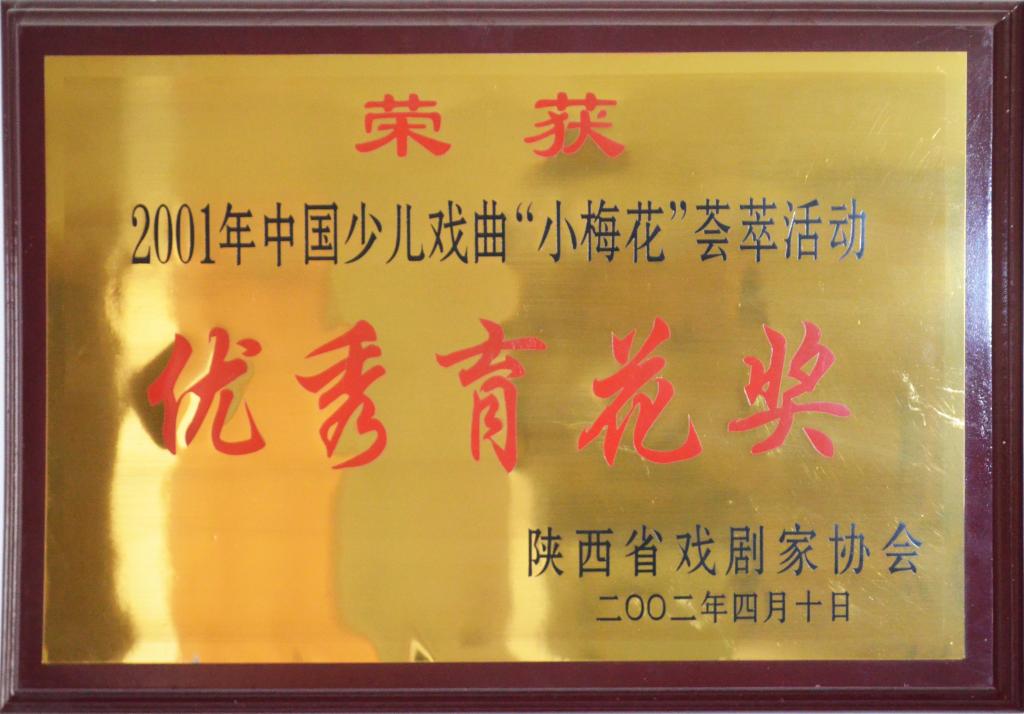 荣获
2001年中国少儿戏曲“小梅花”荟萃活动
优秀育花奖
陕西省戏剧家协会
二〇〇二年四月十日